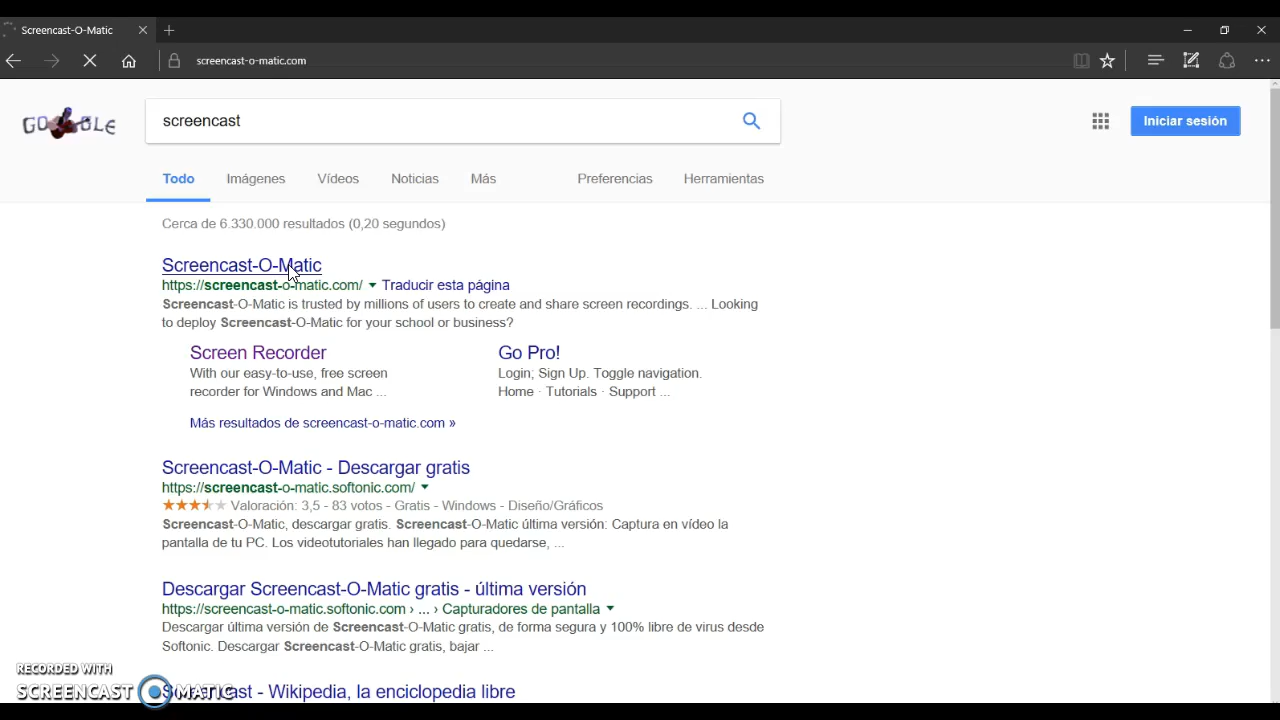 Screencast-O-Matic
screencast-o-matic.com
GO LE
screencast
Iniciar sesión
Todo Imágenes Vídeos Noticias Más Preferencias Herramientas
Cerca de 6.330.000 resultados (0,20 segundos)
Screencast-O-Matic
https://screencast-o-matic.com/ Traducir esta página
Screencast-O-Matic is trusted by millions of users to create and share screen recordings. ... Looking
to deploy Screencast-O-Matic for your school or business?
Screen Recorder
With our easy-to-use, free screen
recorder for Windows and Mac ...
Go Pro!
Login; Sign Up. Toggle navigation.
Home · Tutorials · Support ...
Más resultados de screencast-o-matic.com »
Screencast-O-Matic - Descargar gratis
https://screencast-o-matic.softonic.com/
Valoración: 3,5 - 83 votos - Gratis - Windows - Diseño/Gráficos
Screencast-O-Matic, descargar gratis. Screencast-O-Matic última versión: Captura en vídeo la
pantalla de tu PC. Los videotutoriales han llegado para quedarse, ...
Descargar Screencast-O-Matic gratis - última versión
https://screencast-o-matic.softonic.com › ... › Capturadores de pantalla
Descargar última versión de Screencast-O-Matic gratis, de forma segura y 100% libre de virus desde
Softonic. Descargar Screencast-O-Matic gratis, bajar ...
Screencast - Wikipedia, la enciclopedia libre
RECORDED WITH
SCREENCAST O MATIC